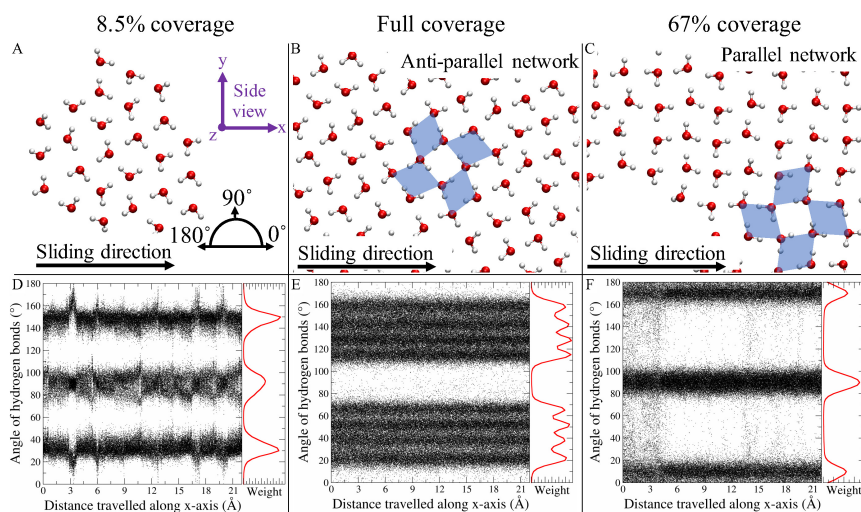 8.5% coverage
Full coverage
67% coverage
A
B
C
Anti-parallel network
Parallel network
y
Side
view
z
x
90°
180°
0°
Sliding direction
Sliding direction
Sliding direction
D
E
F
Angle of hydrogen bonds (°)
180
160
140
120
100
80
60
40
20
0
0
3
6
9
12
15
18
21
Distance travelled along x-axis (Å)
Weight
Angle of hydrogen bonds (°)
180
160
140
120
100
80
60
40
20
0
0
3
6
9
12
15
18
21
Distance travelled along x-axis (Å)
Weight
Angle of hydrogen bonds (°)
180
160
140
120
100
80
60
40
20
0
0
3
6
9
12
15
18
21
Distance travelled along x-axis (Å)
Weight